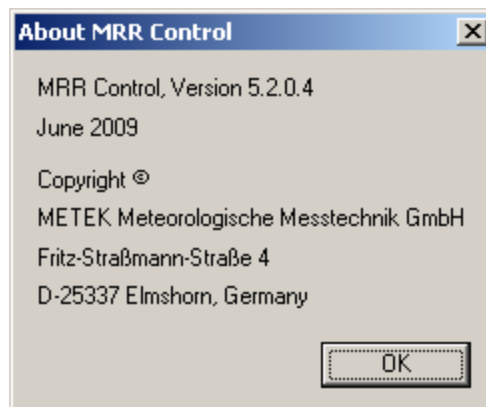 About MRR Control
MRR Control, Version 5.2.0.4
June 2009
Copyright ©
METEK Meteorologische Messtechnik GmbH
Fritz-Straßmann-Straße 4
D-25337 Elmshorn, Germany
OK